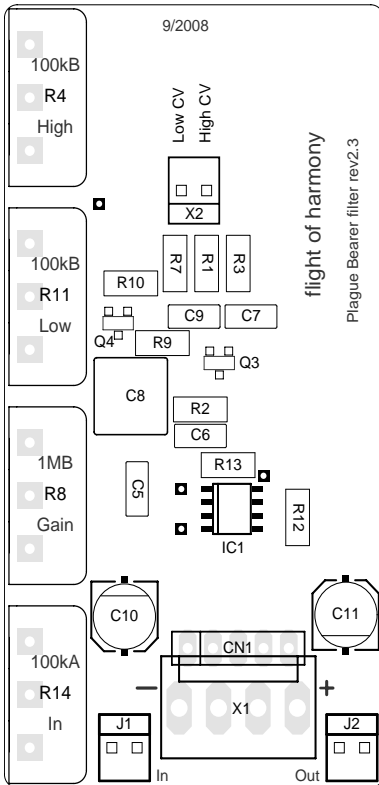 9/2008
100kB
R4
High
Low CV
High CV
X2
flight of harmony
Plague Bearer filter rev2.3
R7
R1
R3
R10
100kB
R11
Low
C9
C7
Q4
R9
Q3
C8
R2
C6
R13
1MB
R8
Gain
C5
R12
IC1
C10
C11
100kA
R14
In
CN1
−
X1
+
J1
J2
In
Out